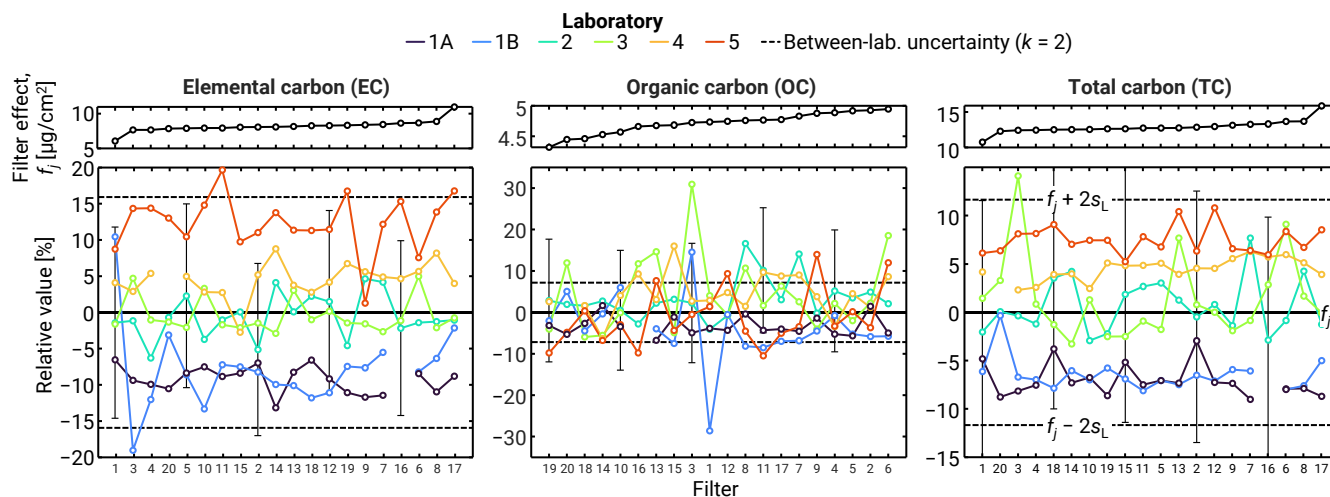 Laboratory
1A 1B 2 3 4 5 Between-lab. uncertainty (k = 2)
Elemental carbon (EC) Organic carbon (OC) Total carbon (TC)
Filter effect,
fj [µg/cm2]
10
5
5
4.5
15
10
Relative value [%]
20
15
10
5
0
−5
−10
−15
−20
30
20
10
0
−10
−20
−30
20
15
10
5
0
−5
−10
−15
fj + 2sL
fj
fj − 2sL
1 3 4 20 5 10 11 15 2 14 13 18 12 19 9 7 16 6 8 17
19 20 18 14 10 16 13 15 3 1 12 8 11 17 7 9 4 5 2 6
1 20 3 4 18 14 10 19 15 11 5 13 2 12 9 7 16 6 8 17
Filter